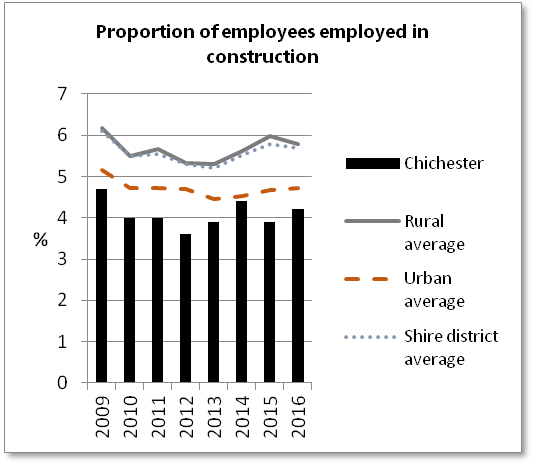 Proportion of employees employed in
construction
7
6
5
4
3
2
1
0
%
2009
2010
2011
2012
2013
2014
2015
2016
Chichester
Rural
average
Urban
average
Shire district
average